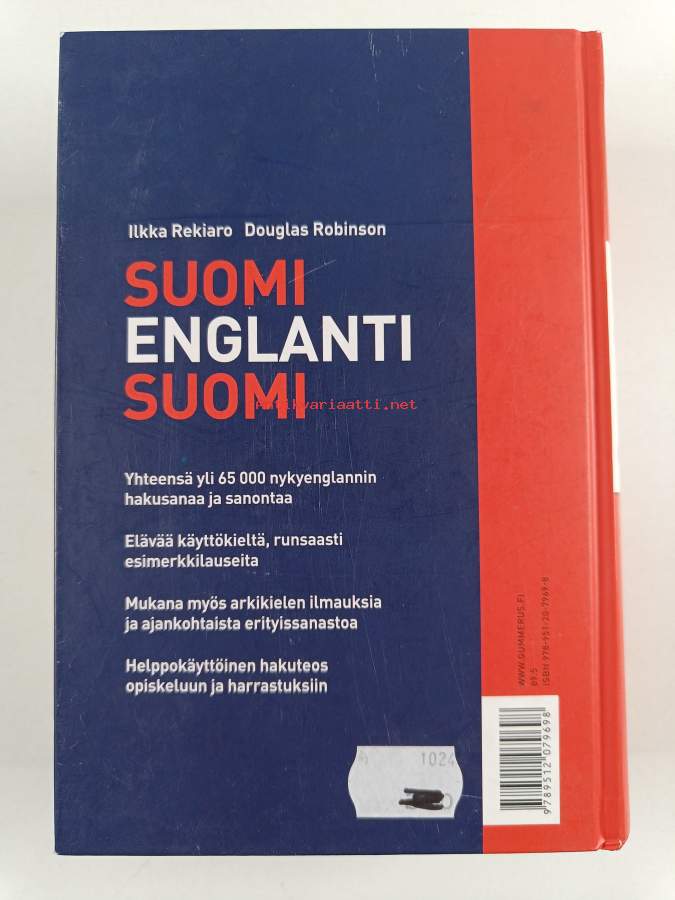 Ilkka Rekiaro Douglas Robinson
SUOMI
ENGLANTI
SUOMI
antikvariaatti.net
Yhteensä yli 65 000 nykyenglannin
hakusanaa ja sanontaa
Elävää käyttökieltä, runsaasti
esimerkkilauseita
Mukana myös arkikielen ilmauksia
ja ajankohtaista erityissanastoa
Helppokäyttöinen hakuteos
opiskeluun ja harrastuksiin
WWW.GUMMERUS.FI
89.5
ISBN 978-951-20-7969-8
9789512079698
1024